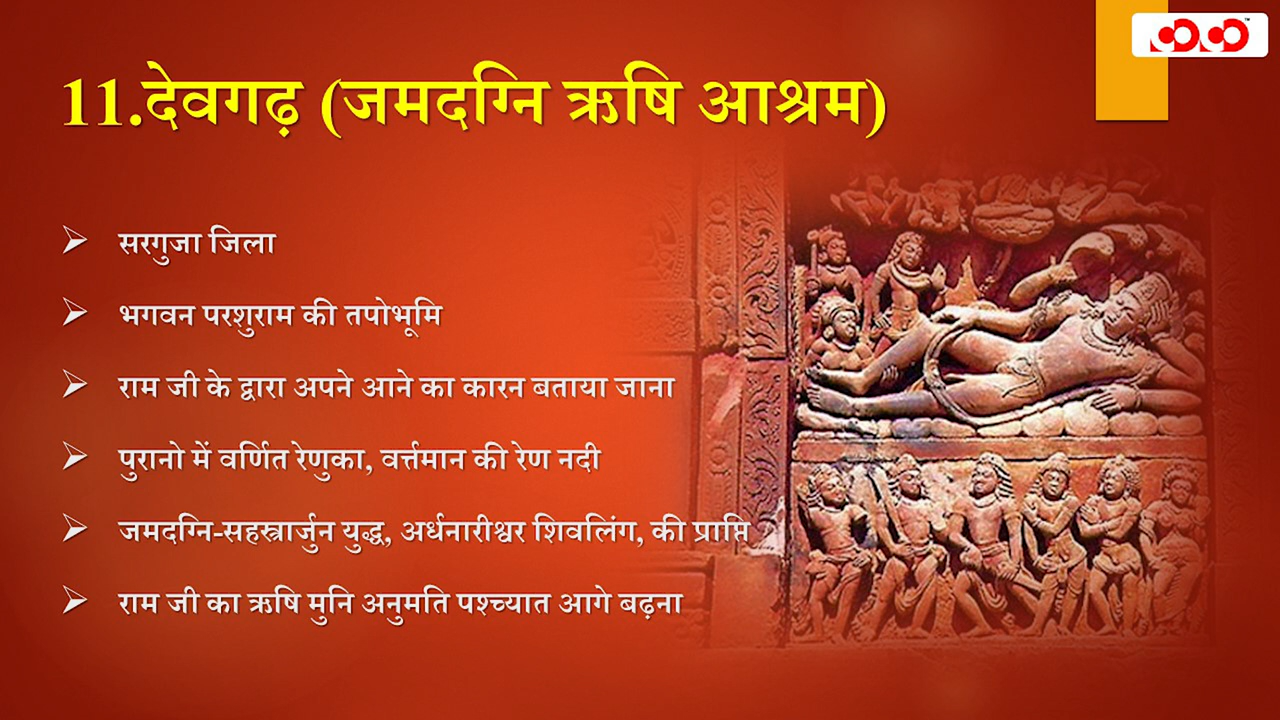 11.देवगढ़ (जमदग्नि ऋषि आश्रम)
सरगुजा जिला
भगवन परशुराम की तपोभूमि
राम जी के द्वारा अपने आने का कारन बताया जाना
पुरानो में वर्णित रेणुका, वर्त्तमान की रेण नदी
जमदग्नि-सहस्त्रार्जुन युद्ध, अर्धनारीश्वर शिवलिंग, की प्राप्ति
राम जी का ऋषि मुनि अनुमति पश्च्यात आगे बढ़ना